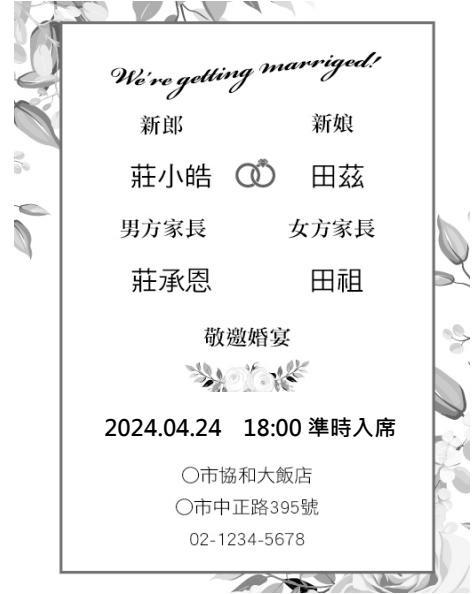 We're getting marriged!
新郎 新娘
莊小皓 田茲
男方家長 女方家長
莊承恩 田祖
敬邀婚宴
2024.04.24 18:00 準時入席
○市協和大飯店
○市中正路395號
02-1234-5678